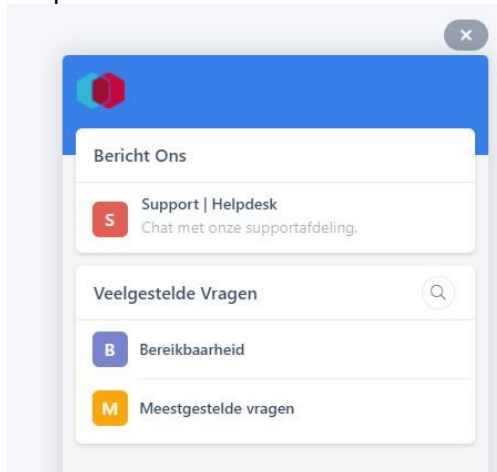 Bericht Ons
S
Support | Helpdesk
Chat met onze supportafdeling.
Veelgestelde Vragen
B
Bereikbaarheid
M
Meestgestelde vragen